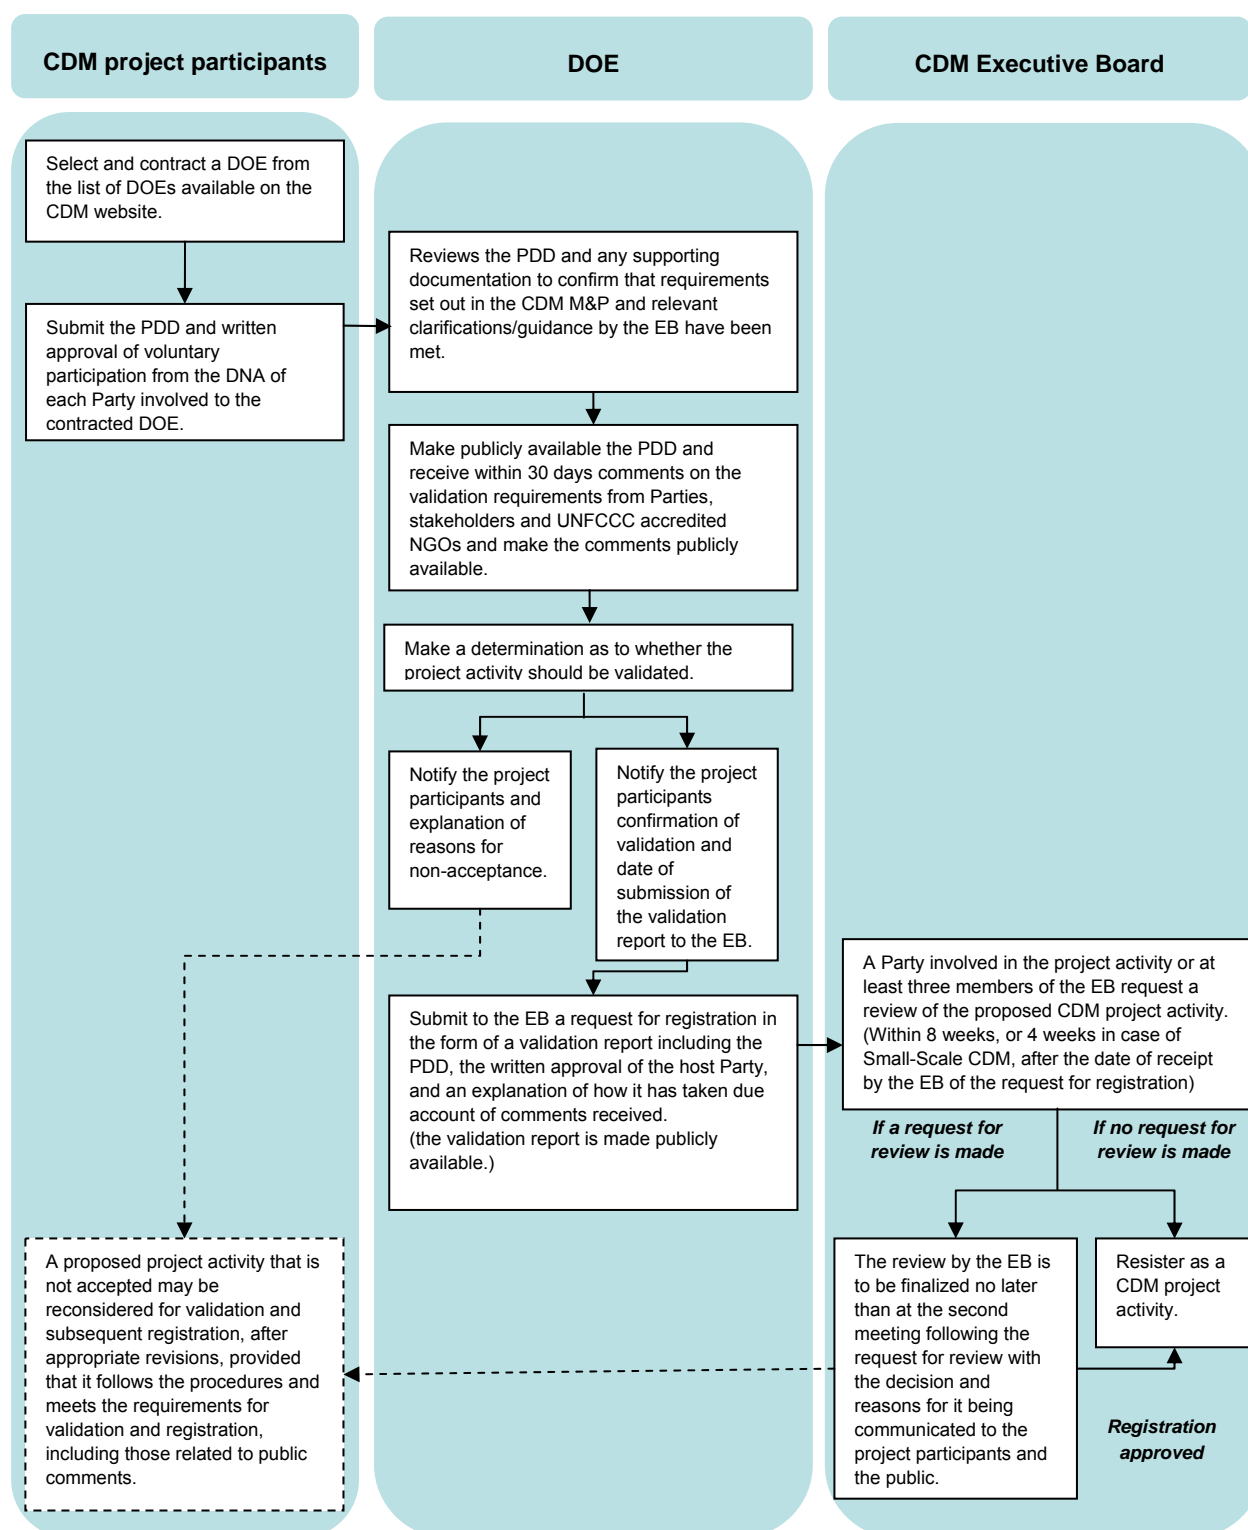 CDM project participants
DOE
CDM Executive Board
Select and contract a DOE from
the list of DOEs available on the
CDM website.
Submit the PDD and written
approval of voluntary
participation from the DNA of
each Party involved to the
contracted DOE.
Reviews the PDD and any supporting
documentation to confirm that requirements
set out in the CDM M&P and relevant
clarifications/guidance by the EB have been
met.
Make publicly available the PDD and
receive within 30 days comments on the
validation requirements from Parties,
stakeholders and UNFCCC accredited
NGOs and make the comments publicly
available.
Make a determination as to whether the
project activity should be validated.
Notify the project
participants and
explanation of
reasons for
non-acceptance.
Notify the project
participants
confirmation of
validation and
date of
submission of
the validation
report to the EB.
Submit to the EB a request for registration in
the form of a validation report including the
PDD, the written approval of the host Party,
and an explanation of how it has taken due
account of comments received.
(the validation report is made publicly
available.)
A Party involved in the project activity or at
least three members of the EB request a
review of the proposed CDM project activity.
(Within 8 weeks, or 4 weeks in case of
Small-Scale CDM, after the date of receipt
by the EB of the request for registration)
If a request for
review is made
If no request for
review is made
A proposed project activity that is
not accepted may be
reconsidered for validation and
subsequent registration, after
appropriate revisions, provided
that it follows the procedures and
meets the requirements for
validation and registration,
including those related to public
comments.
The review by the EB is
to be finalized no later
than at the second
meeting following the
request for review with
the decision and
reasons for it being
communicated to the
project participants and
the public.
Resister as a
CDM project
activity.
Registration
approved